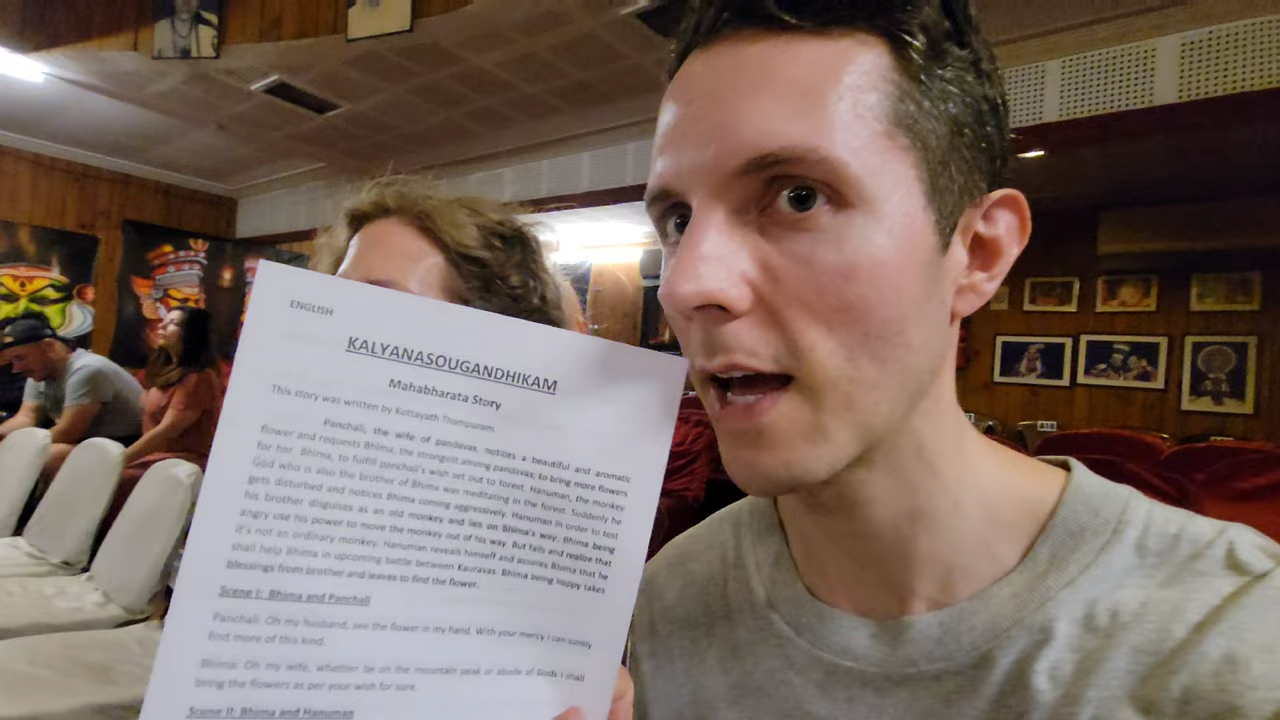 ENGLISH
KALYANASOUGANDHIKAM
Mahabharata Story
This story was written by Kottayath Thampuram.
Panchali, the wife of pandavas, notices a beautiful and aromatic
flower and requests Bhima, the strongest among pandavas, to bring more flowers
for her. Bhima, to fulfil panchali's wish set out to forest. Hanuman, the monkey
God who is also the brother of Bhima was meditating in the forest. Suddenly he
gets disturbed and notices Bhima coming aggressively. Hanuman in order to test
his brother disguises as an old monkey and lies on Bhima's way. Bhima being
angry use his power to move the monkey out of his way. But fails and realize that
it's not an ordinary monkey. Hanuman reveals himself and assures Bhima that he
shall help Bhima in upcoming battle between Kauravas. Bhima being happy takes
blessings from brother and leaves to find the flower.
Scene I: Bhima and Panchali
Panchali: Oh my husband, see the flower in my hand. With your mercy I can surely
find more of this kind.
Bhima: Oh my wife, whether be on the mountain peak or abode of Gods I shall
bring the flowers as per your wish for sure.
Scene II: Bhima and Hanuman
A18